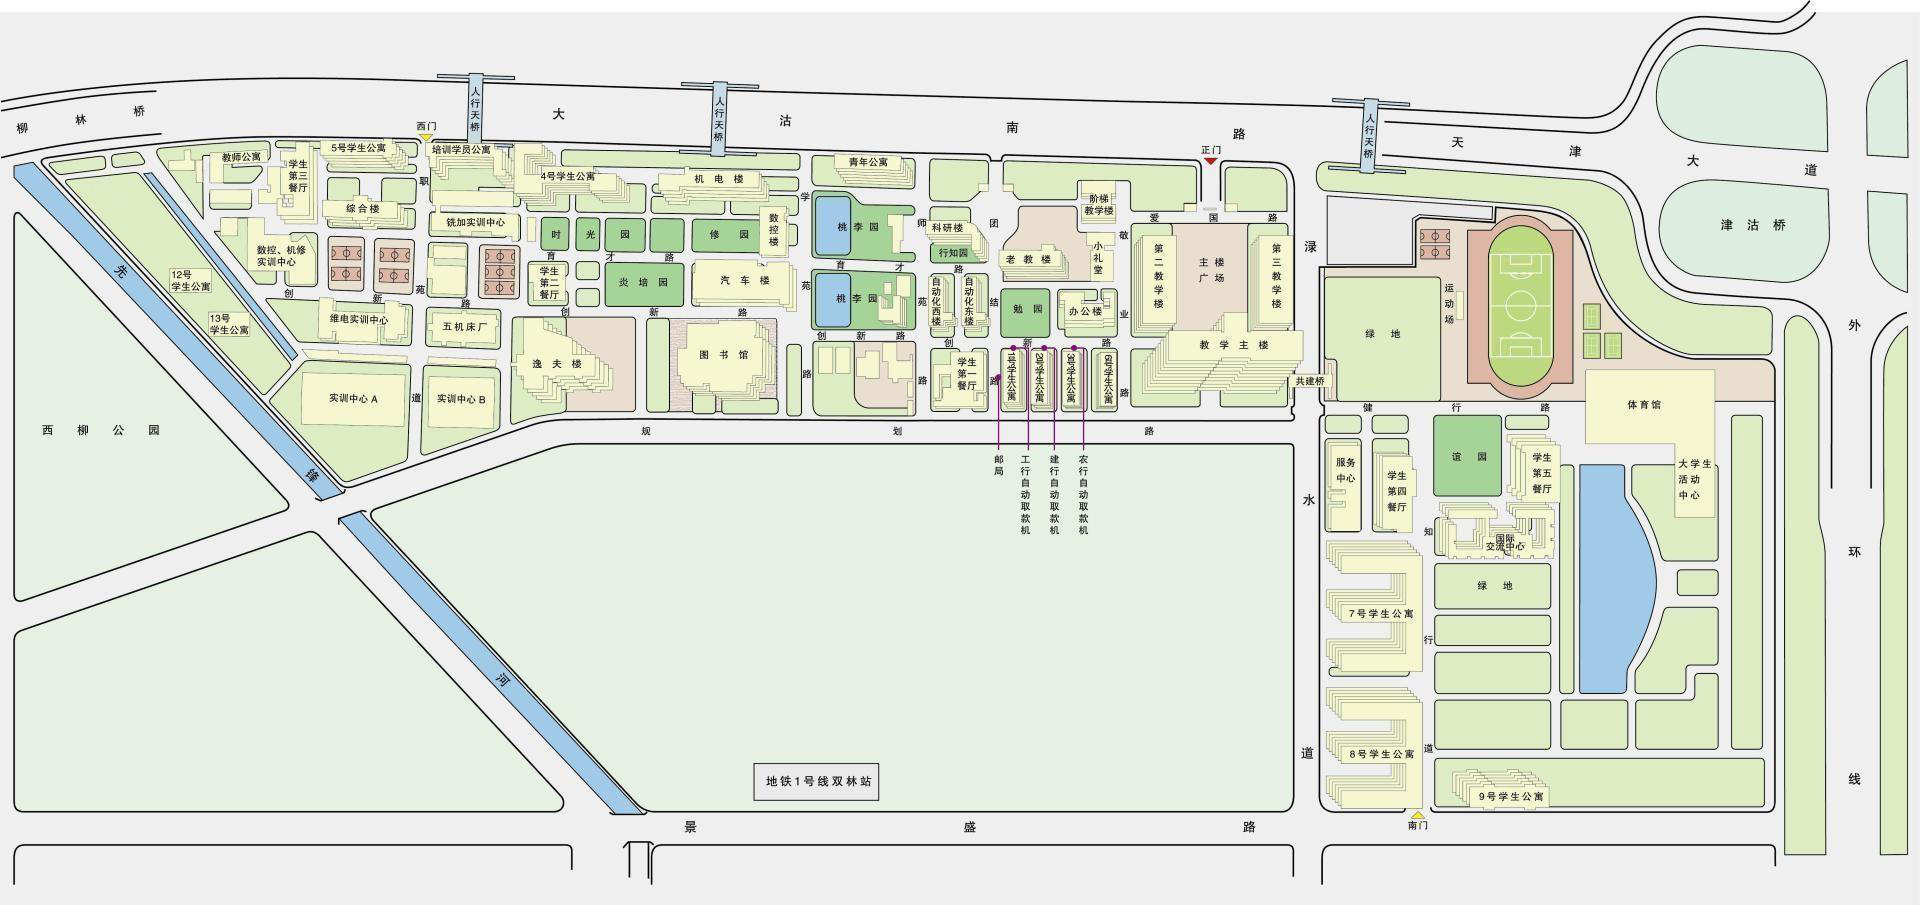 柳林桥
大沽南路
天津大道
津沽桥
外环线
人行天桥
人行天桥
人行天桥
西门
正门
南门
教师公寓
学生
第三
餐厅
5号学生公寓
综合楼
数控、机修
实训中心
12号
学生公寓
13号
学生公寓
维电实训中心
实训中心A
实训中心B
五机床厂
培训学员公寓
4号学生公寓
铣加实训中心
机电楼
数
控
楼
时光园
修园
学生
第二
餐厅
炎培园
汽车楼
逸夫楼
图书馆
青年公寓
桃李园
桃李园
科研楼
行知园
自动化西楼
自动化东楼
阶梯
教学楼
老教楼
小礼堂
勉园
办公楼
学生
第一
餐厅
1号学生公寓
2号学生公寓
3号学生公寓
6号学生公寓
第二教学楼
主楼
广场
第三教学楼
教学主楼
共建桥
爱国路
敬业路
团结路
师苑路
学苑路
职苑道
育才路
育才路
创新路
创新路
创新路
创新路
规划路
邮局
工行自动取款机
建行自动取款机
农行自动取款机
渌水道
绿地
运动场
健行路
体育馆
服务
中心
学生
第四
餐厅
谊园
学生
第五
餐厅
大学生
活动
中心
国际
交流中心
绿地
知行道
7号学生公寓
8号学生公寓
9号学生公寓
西柳公园
先锋河
地铁1号线双林站
景盛路